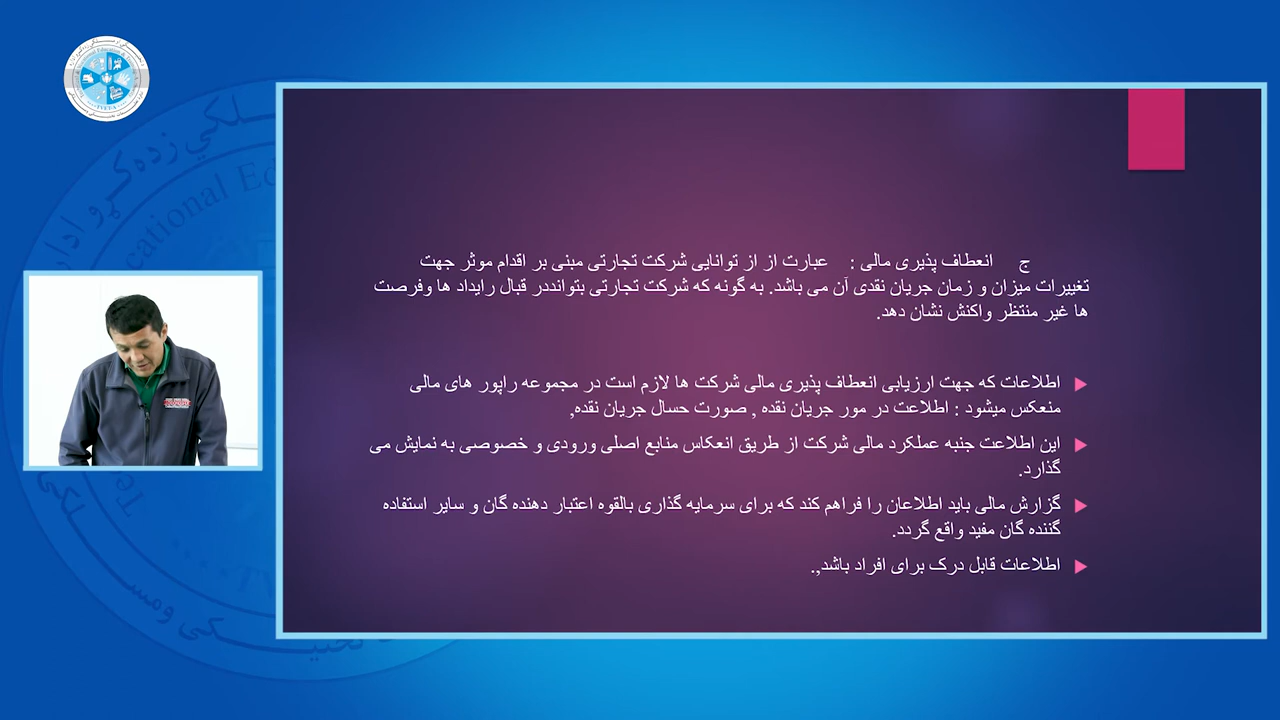 ج انعطاف پذیری مالی : عبارت از از توانایی شرکت تجارتی مبنی بر اقدام موثر جهت
تغییرات میزان و زمان جریان نقدی آن می باشد. به گونه که شرکت تجارتی بتوانددر قبال رایداد ها وفرصت
ها غیر منتظر واکنش نشان دهد.
اطلاعات که جهت ارزیابی انعطاف پذیری مالی شرکت ها لازم است در مجموعه راپور های مالی
منعکس میشود : اطلاعت در مور جریان نقده , صورت حسال جریان نقده,
این اطلاعت جنبه عملکرد مالی شرکت از طریق انعکاس منابع اصلی ورودی و خصوصی به نمایش می
گذارد.
گزارش مالی باید اطلاعان را فراهم کند که برای سرمایه گذاری بالقوه اعتبار دهنده گان و سایر استفاده
گننده گان مفید واقع گردد.
اطلاعات قابل درک برای افراد باشد,.